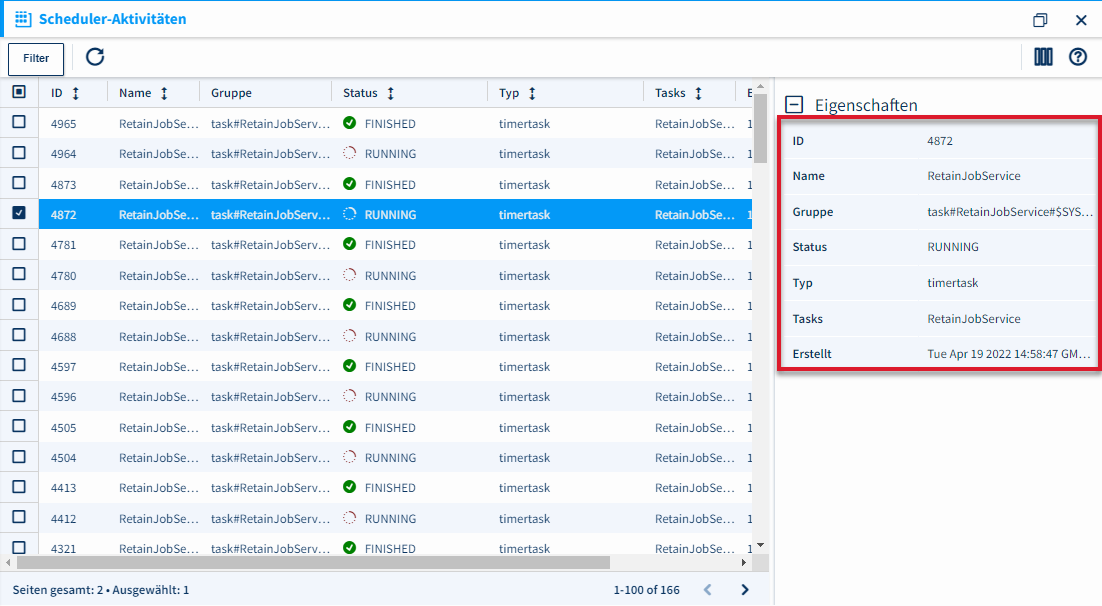 Scheduler-Aktivitäten
Filter
ID Name Gruppe Status Typ Tasks E
4965 RetainJobSe... task#RetainJobServ... FINISHED timertask RetainJobSe... 1
4964 RetainJobSe... task#RetainJobServ... RUNNING timertask RetainJobSe... 1
4873 RetainJobSe... task#RetainJobServ... FINISHED timertask RetainJobSe... 1
4872 RetainJobSe... task#RetainJobServ... RUNNING timertask RetainJobSe... 1
4781 RetainJobSe... task#RetainJobServ... FINISHED timertask RetainJobSe... 1
4780 RetainJobSe... task#RetainJobServ... RUNNING timertask RetainJobSe... 1
4689 RetainJobSe... task#RetainJobServ... FINISHED timertask RetainJobSe... 1
4688 RetainJobSe... task#RetainJobServ... RUNNING timertask RetainJobSe... 1
4597 RetainJobSe... task#RetainJobServ... FINISHED timertask RetainJobSe... 1
4596 RetainJobSe... task#RetainJobServ... RUNNING timertask RetainJobSe... 1
4505 RetainJobSe... task#RetainJobServ... FINISHED timertask RetainJobSe... 1
4504 RetainJobSe... task#RetainJobServ... RUNNING timertask RetainJobSe... 1
4413 RetainJobSe... task#RetainJobServ... FINISHED timertask RetainJobSe... 1
4412 RetainJobSe... task#RetainJobServ... RUNNING timertask RetainJobSe... 1
4321 RetainJobSe... task#RetainJobServ... FINISHED timertask RetainJobSe... 1
Seiten gesamt: 2 • Ausgewählt: 1 1-100 of 166
Eigenschaften
ID 4872
Name RetainJobService
Gruppe task#RetainJobService#$SYS...
Status RUNNING
Typ timertask
Tasks RetainJobService
Erstellt Tue Apr 19 2022 14:58:47 GM...